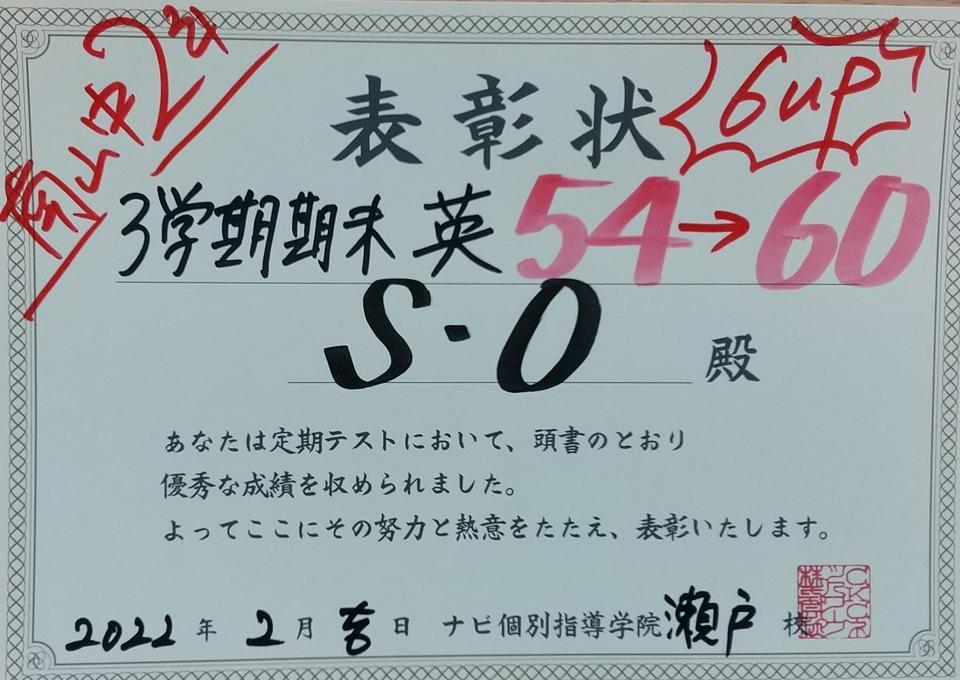 南山中2年
表彰状
6up
3学期期末 英 54→60
S・O 殿
あなたは定期テストにおいて、頭書のとおり
優秀な成績を収められました。
よってここにその努力と熱意をたたえ、表彰いたします。
2022年 2月 吉日 ナビ個別指導学院 瀬戸 校